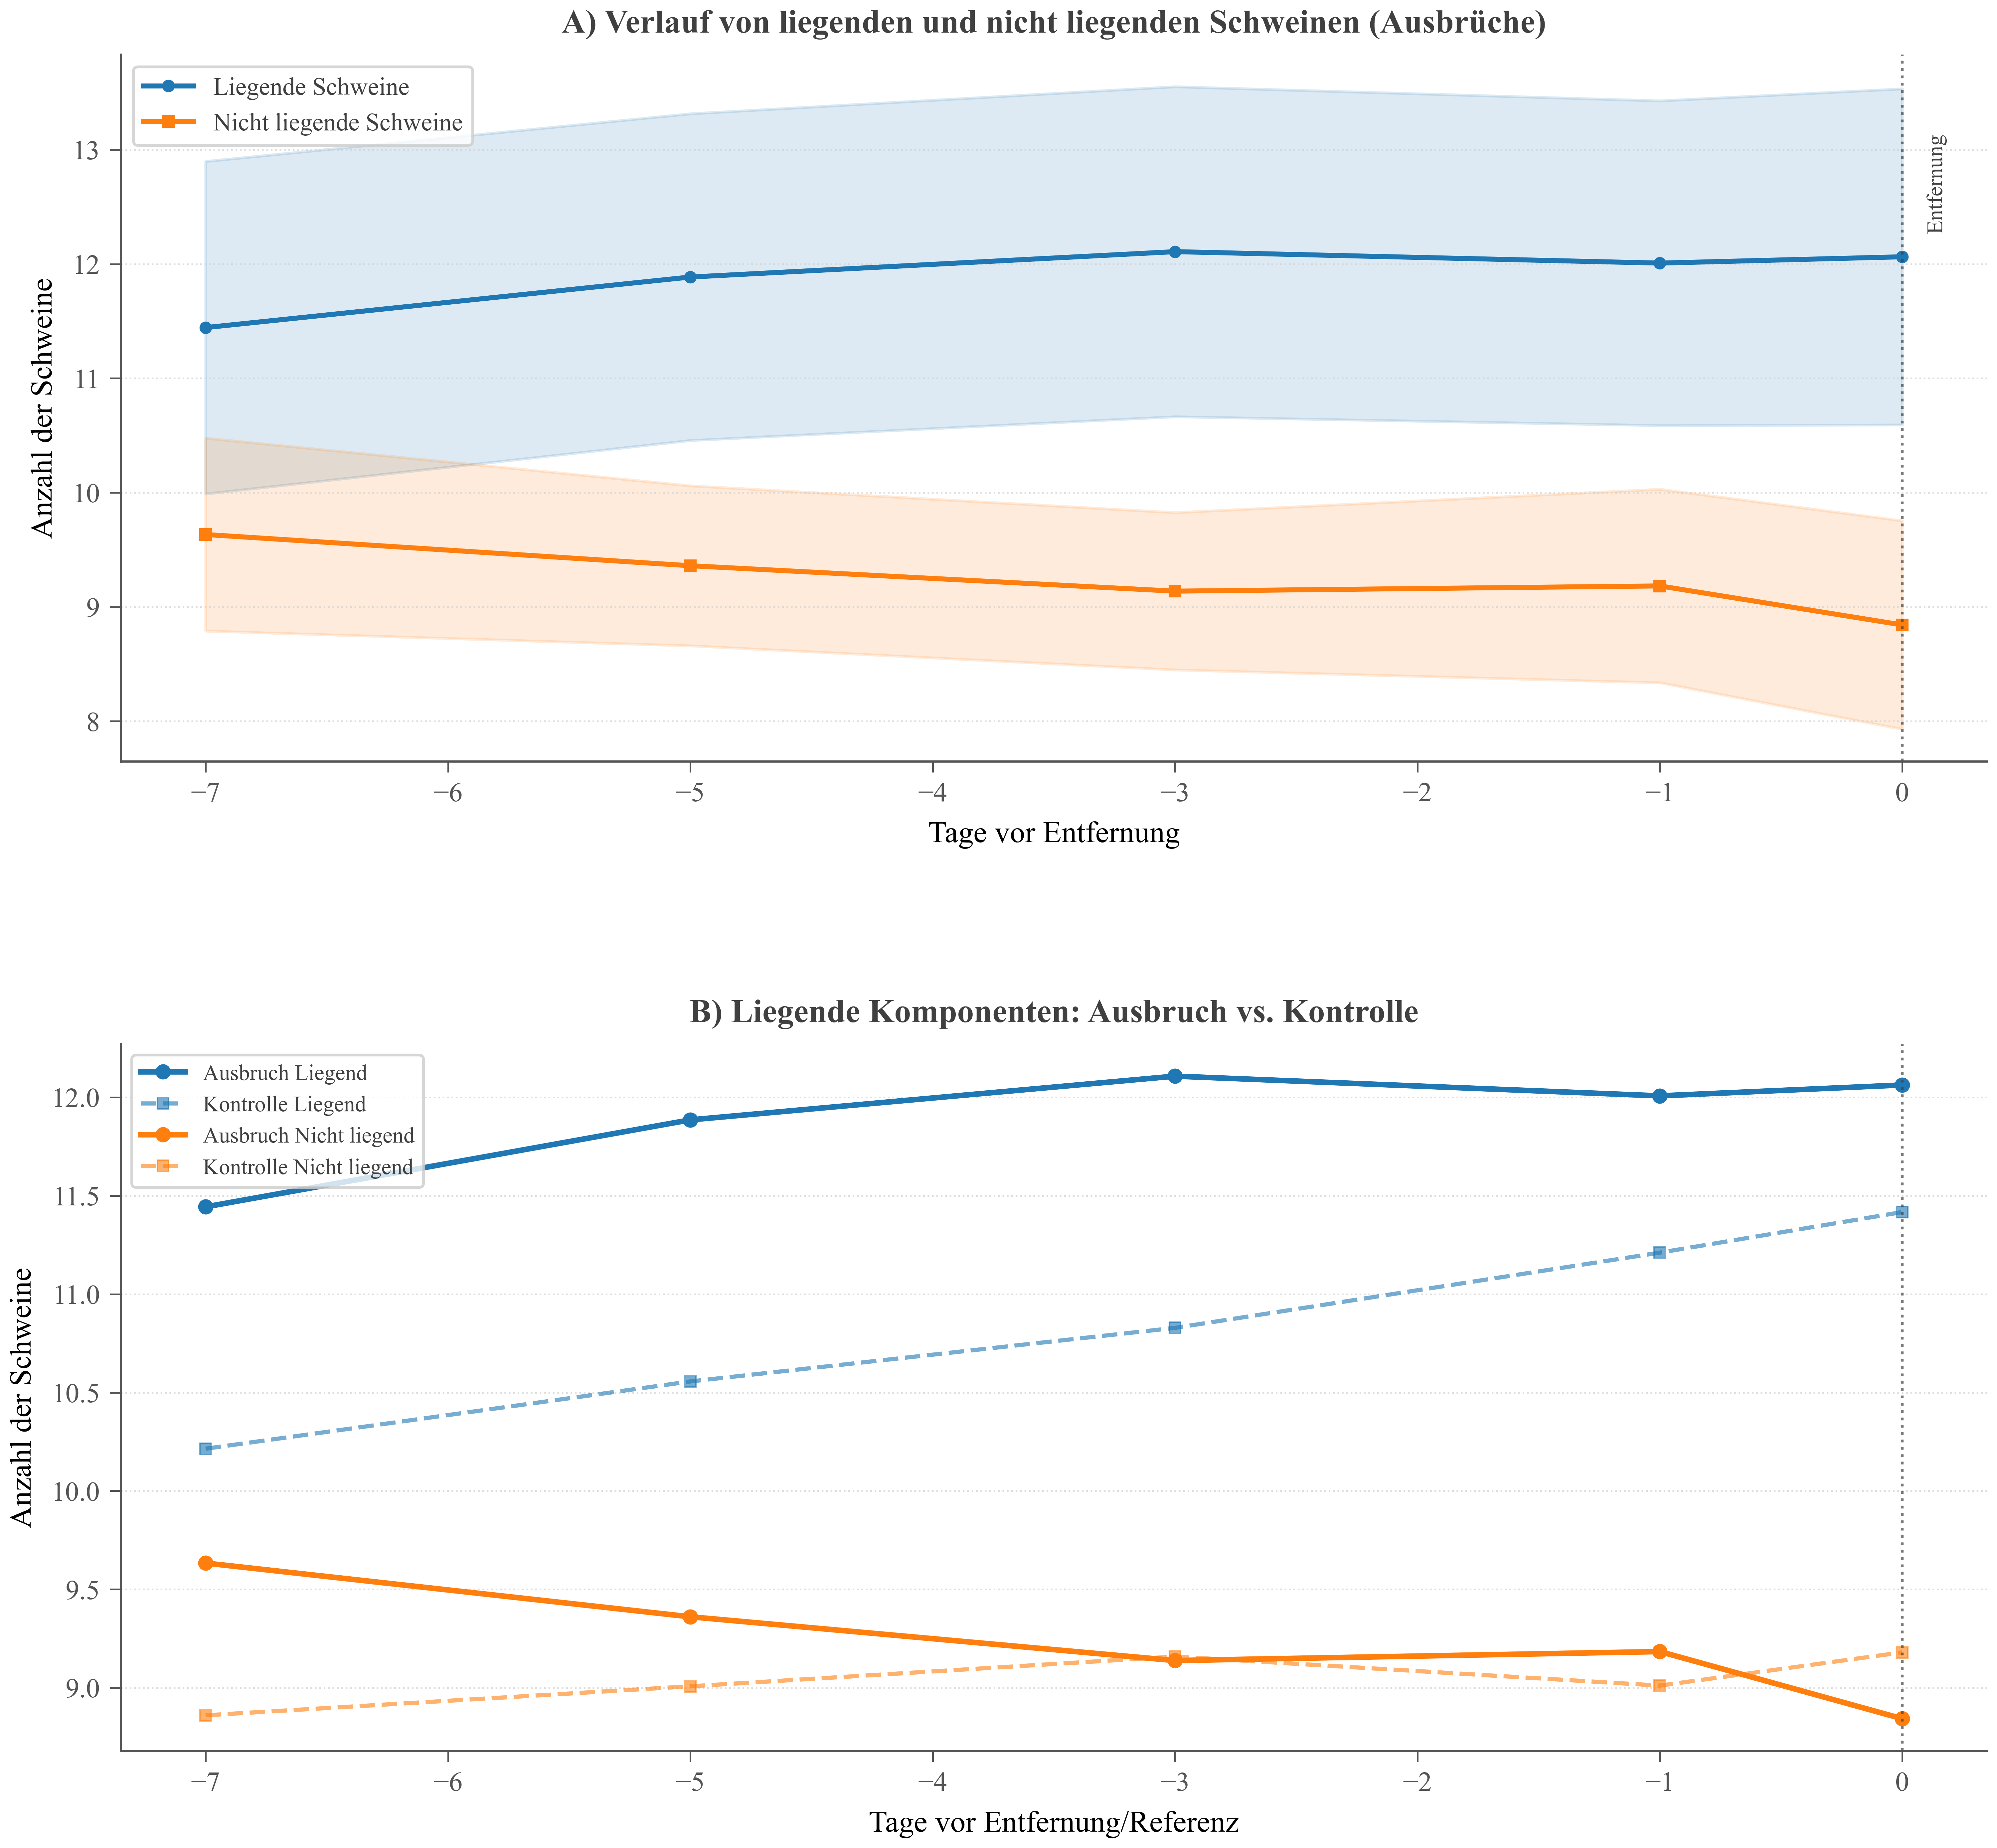 A) Verlauf von liegenden und nicht liegenden Schweinen (Ausbrüche)
Liegende Schweine
Nicht liegende Schweine
Entfernung
Anzahl der Schweine
13
12
11
10
9
8
−7
−6
−5
−4
−3
−2
−1
0
Tage vor Entfernung
B) Liegende Komponenten: Ausbruch vs. Kontrolle
Ausbruch Liegend
Kontrolle Liegend
Ausbruch Nicht liegend
Kontrolle Nicht liegend
Anzahl der Schweine
12.0
11.5
11.0
10.5
10.0
9.5
9.0
−7
−6
−5
−4
−3
−2
−1
0
Tage vor Entfernung/Referenz